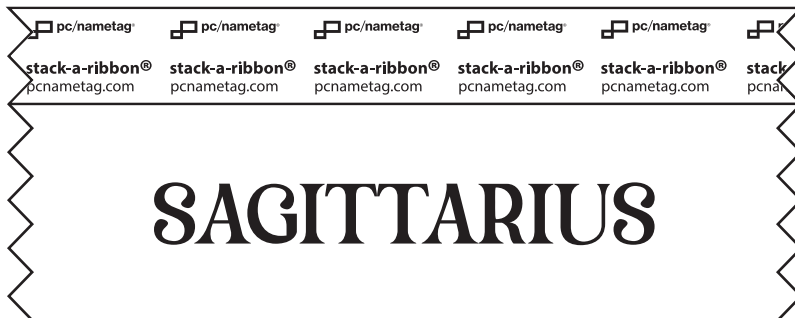 pc/nametag® pc/nametag® pc/nametag® pc/nametag® pc/nametag®
stack-a-ribbon® stack-a-ribbon® stack-a-ribbon® stack-a-ribbon® stack-a-ribbon® stack
pcnametag.com pcnametag.com pcnametag.com pcnametag.com pcnametag.com
SAGITTARIUS